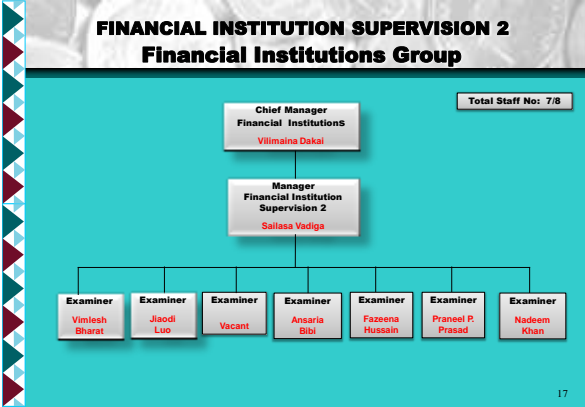 FINANCIAL INSTITUTION SUPERVISION 2
Financial Institutions Group
Total Staff No: 7/8
Chief Manager
Financial Institutions
Vilimaina Dakai
Manager
Financial Institution
Supervision 2
Sailasa Vadiga
Examiner
Vimlesh
Bharat
Examiner
Jiaodi
Luo
Examiner
Vacant
Examiner
Ansaria
Bibi
Examiner
Fazeena
Hussain
Examiner
Praneel P.
Prasad
Examiner
Nadeem
Khan
17